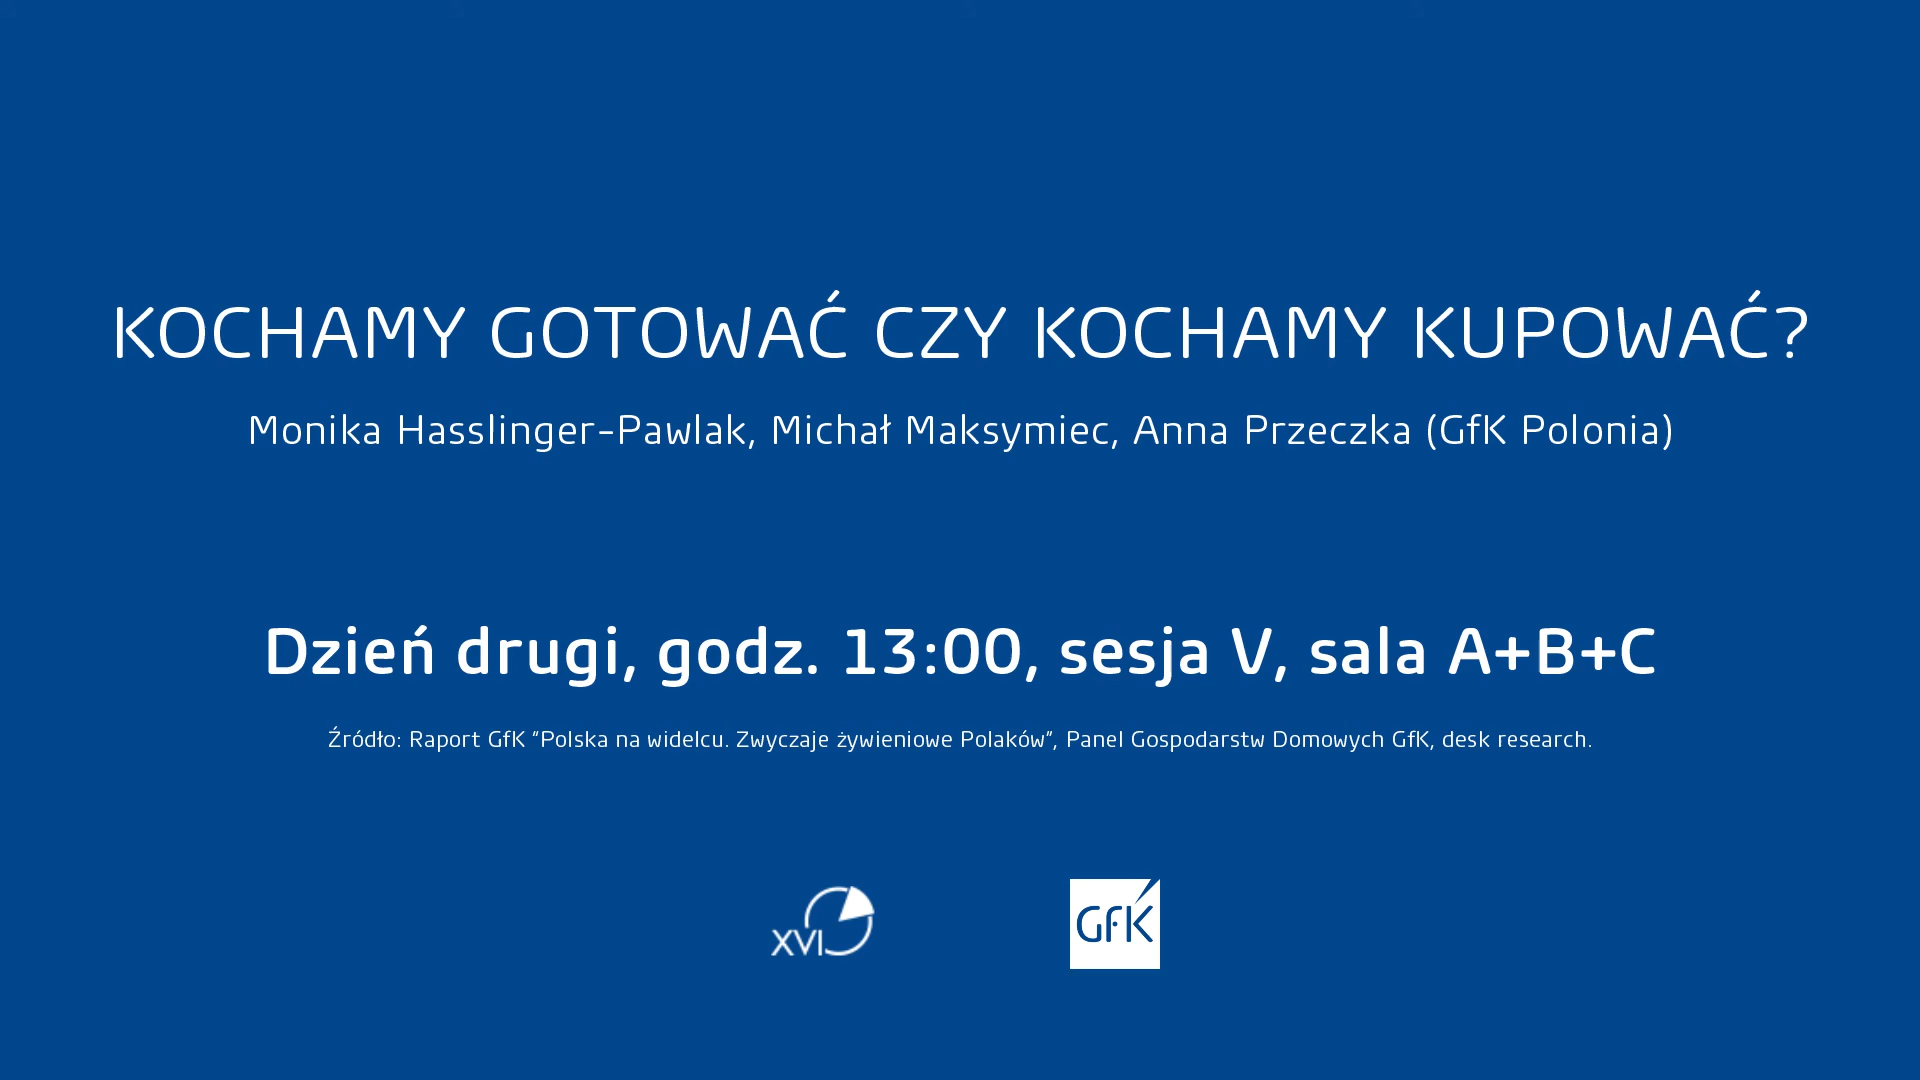 KOCHAMY GOTOWAĆ CZY KOCHAMY KUPOWAĆ?
Monika Hasslinger-Pawlak, Michał Maksymiec, Anna Przeczka (GfK Polonia)
Dzień drugi, godz. 13:00, sesja V, sala A+B+C
Źródło: Raport GfK “Polska na widelcu. Zwyczaje żywieniowe Polaków”, Panel Gospodarstw Domowych GfK, desk research.
XVI
GfK